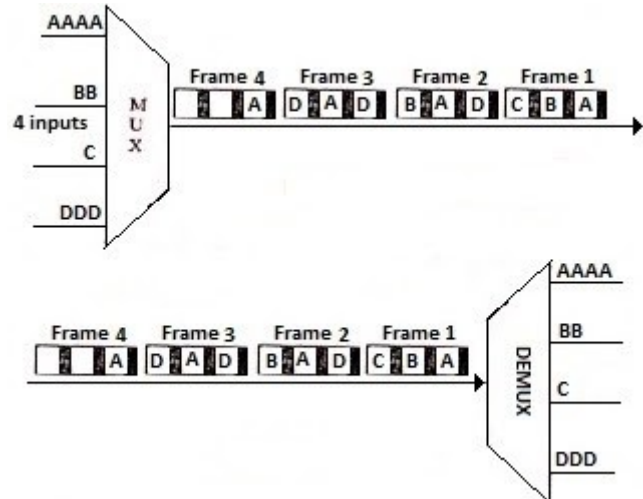 AAAA
BB
4 inputs
C
DDD
MUX
Frame 4 Frame 3 Frame 2 Frame 1
A D A D B A D C B A
AAAA
BB
C
DDD
DEMUX
Frame 4 Frame 3 Frame 2 Frame 1
A D A D B A D C B A